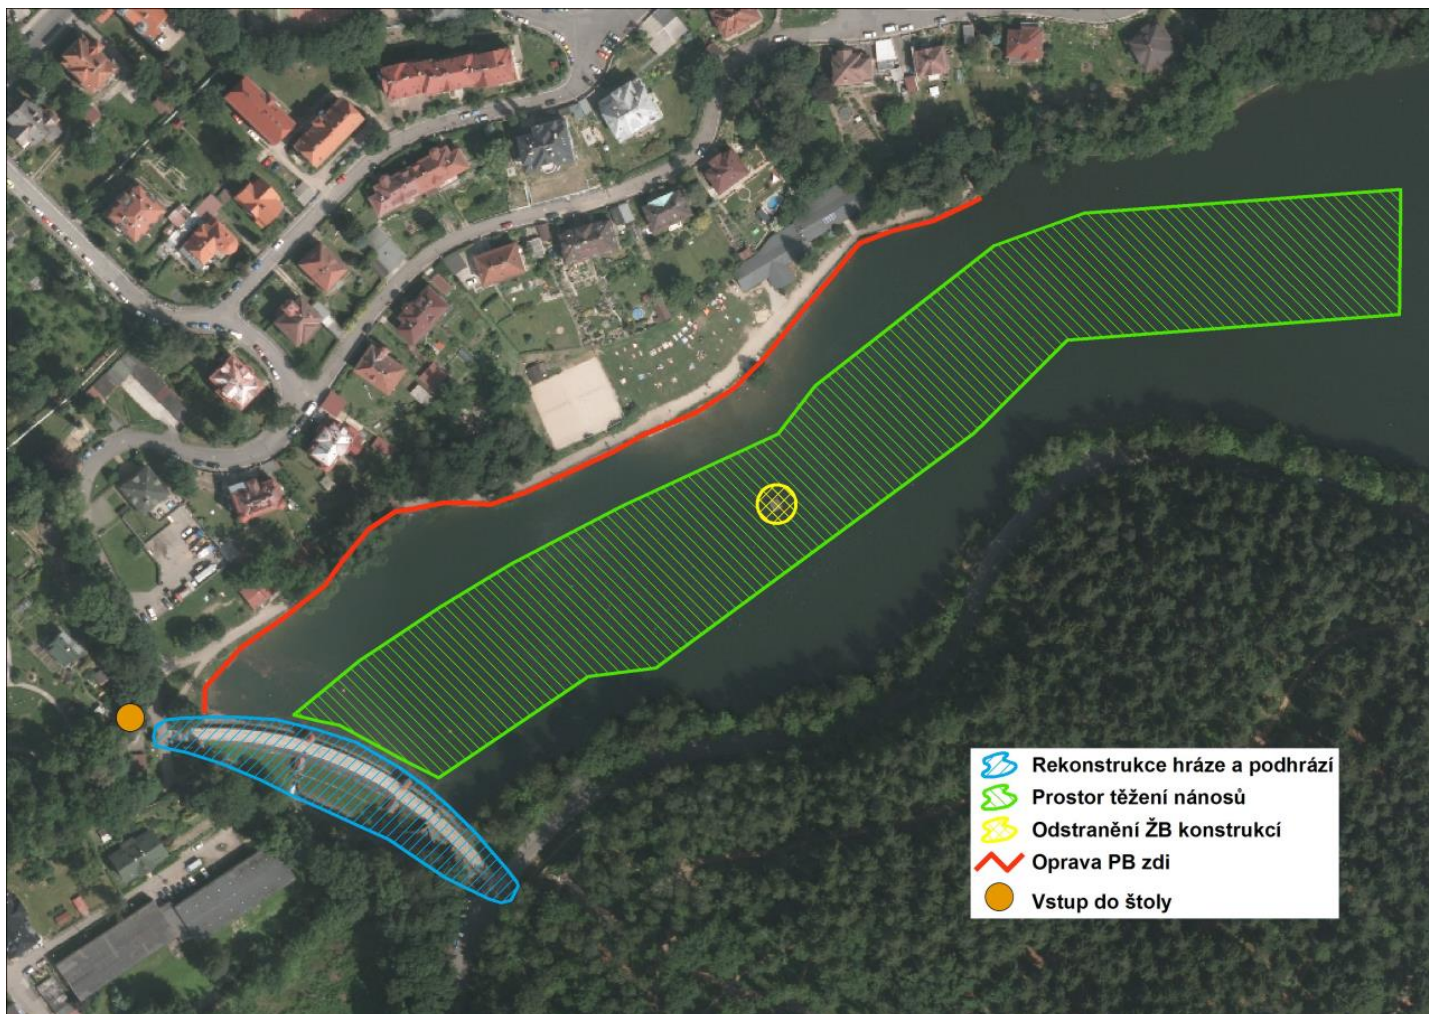 Rekonstrukce hráze a podhrází
Prostor těžení nánosů
Odstranění ŽB konstrukcí
Oprava PB zdi
Vstup do štoly